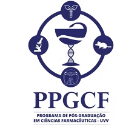 PPGCF
PROGRAMA DE PÓS-GRADUAÇÃO
EM CIÊNCIAS FARMACÊUTICAS - UVV